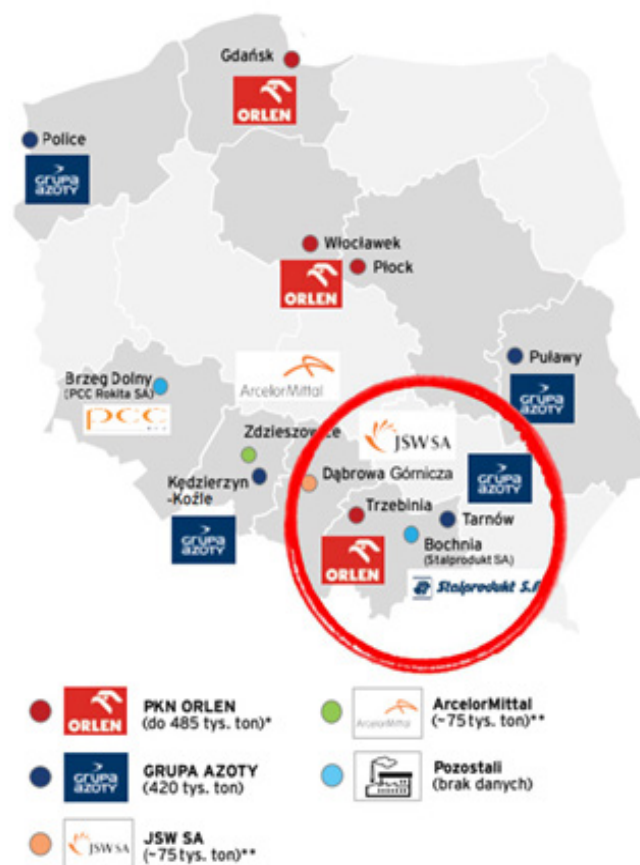 Gdańsk
ORLEN
Police
GRUPA
AZOTY
Włocławek
Płock
ORLEN
Puławy
GRUPA
AZOTY
ArcelorMittal
Brzeg Dolny
(PCC Rokita SA)
PCC
Zdzieszowice
JSW SA
Dąbrowa Górnicza
GRUPA
AZOTY
Kędzierzyn
-Koźle
GRUPA
AZOTY
Trzebinia
Tarnów
Bochnia
(Stalprodukt SA)
ORLEN
Stalprodukt S.A
ORLEN
PKN ORLEN
(do 485 tys. ton)*
ArcelorMittal
ArcelorMittal
(~75 tys. ton)**
GRUPA
AZOTY
GRUPA AZOTY
(420 tys. ton)
Pozostali
(brak danych)
JSW SA
JSW SA
(~75 tys. ton)**